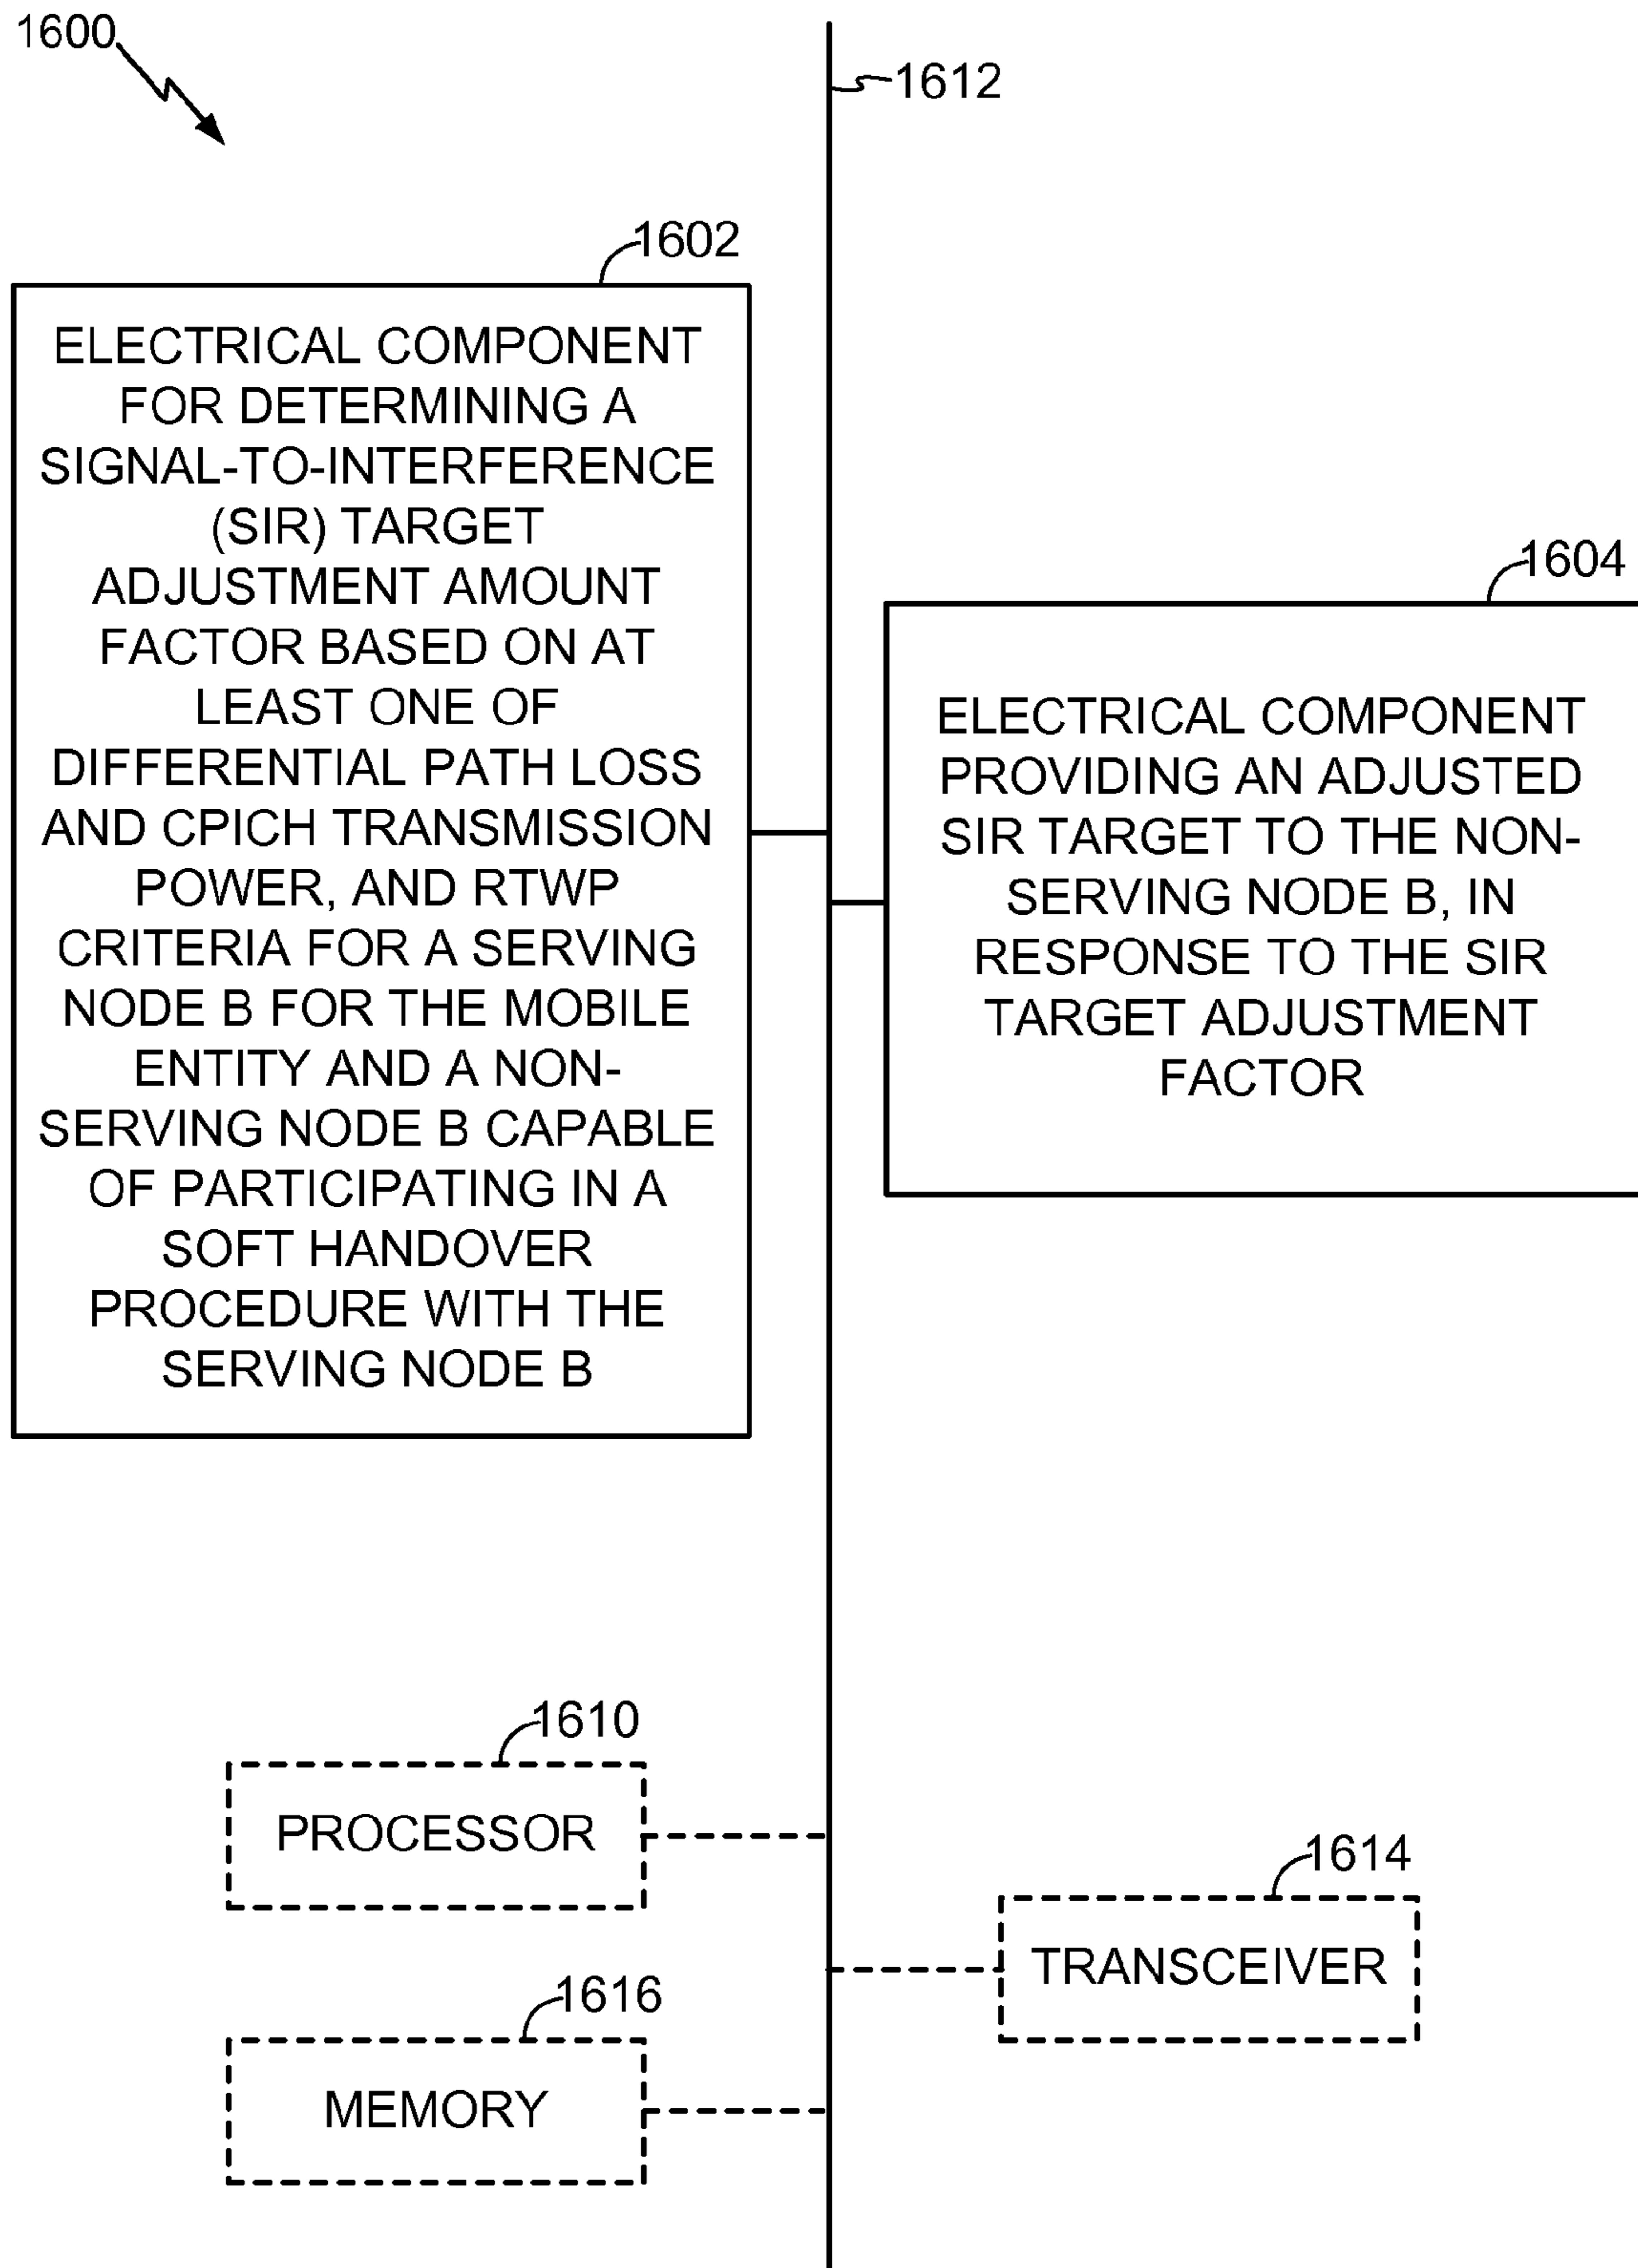 1600
1612
1602
ELECTRICAL COMPONENT
FOR DETERMINING A
SIGNAL-TO-INTERFERENCE
(SIR) TARGET
ADJUSTMENT AMOUNT
FACTOR BASED ON AT
LEAST ONE OF
DIFFERENTIAL PATH LOSS
AND CPICH TRANSMISSION
POWER, AND RTWP
CRITERIA FOR A SERVING
NODE B FOR THE MOBILE
ENTITY AND A NON-
SERVING NODE B CAPABLE
OF PARTICIPATING IN A
SOFT HANDOVER
PROCEDURE WITH THE
SERVING NODE B
1604
ELECTRICAL COMPONENT
PROVIDING AN ADJUSTED
SIR TARGET TO THE NON-
SERVING NODE B, IN
RESPONSE TO THE SIR
TARGET ADJUSTMENT
FACTOR
1610
PROCESSOR
1614
TRANSCEIVER
1616
MEMORY